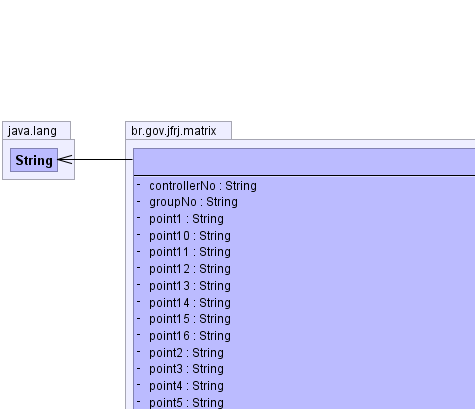 java.lang
br.gov.jfrj.matrix
String
- controllerNo : String
- groupNo : String
- point1 : String
- point10 : String
- point11 : String
- point12 : String
- point13 : String
- point14 : String
- point15 : String
- point16 : String
- point2 : String
- point3 : String
- point4 : String
- point5 : String